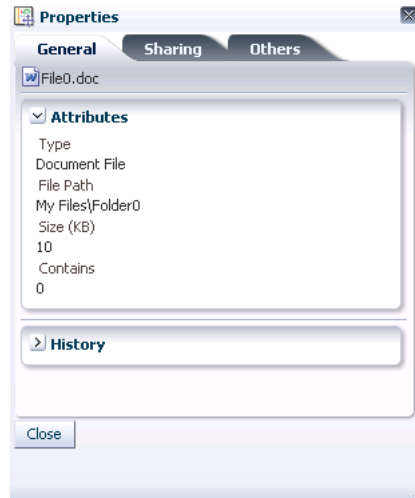 Properties
General Sharing Others
File0.doc
Attributes
Type
Document File
File Path
My Files\Folder0
Size (KB)
10
Contains
0
History
Close